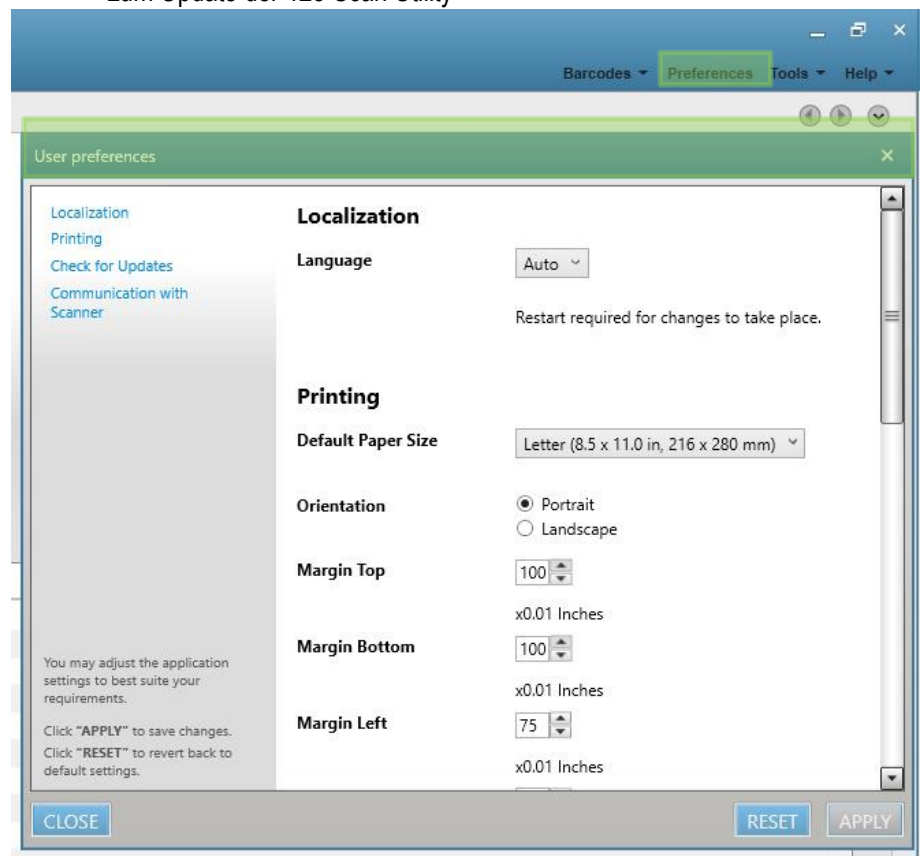 Barcodes Preferences Tools Help
User preferences
Localization
Printing
Check for Updates
Communication with
Scanner
You may adjust the application
settings to best suite your
requirements.
Click "APPLY" to save changes.
Click "RESET" to revert back to
default settings.
Localization
Language Auto
Restart required for changes to take place.
Printing
Default Paper Size Letter (8.5 x 11.0 in, 216 x 280 mm)
Orientation Portrait
Landscape
Margin Top 100
x0.01 Inches
Margin Bottom 100
x0.01 Inches
Margin Left 75
x0.01 Inches
CLOSE RESET APPLY